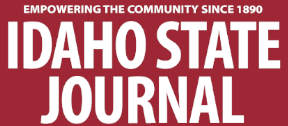 EMPOWERING THE COMMUNITY SINCE 1890
IDAHO STATE
JOURNAL